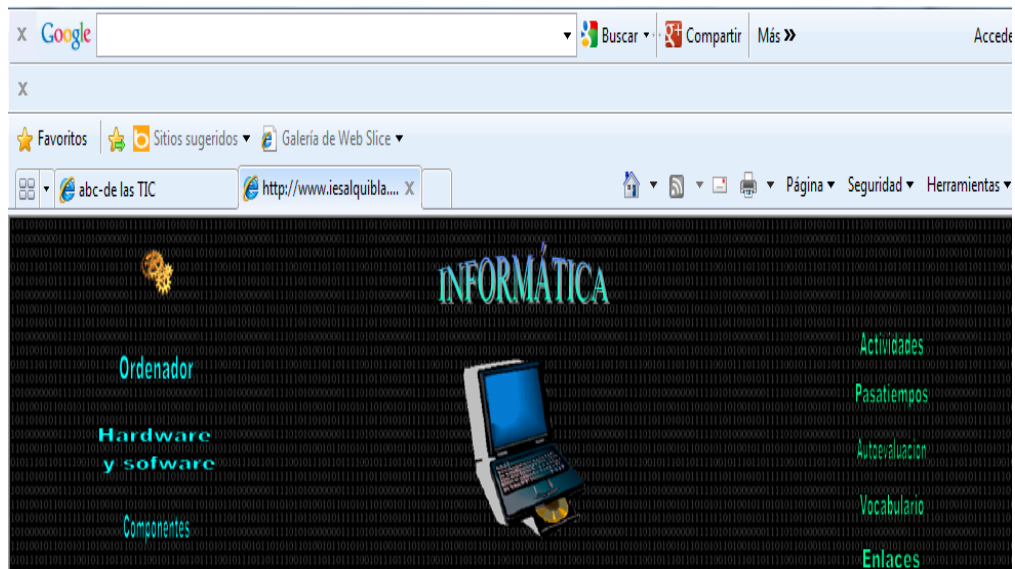 x Google Buscar Compartir Más » Accede
x
Favoritos Sitios sugeridos Galería de Web Slice
abc-de las TIC http://www.iesalquibla.... X Página Seguridad Herramientas
INFORMÁTICA
Ordenador
Hardware
y sofware
Componentes
Actividades
Pasatiempos
Autoevaluacion
Vocabulario
Enlaces